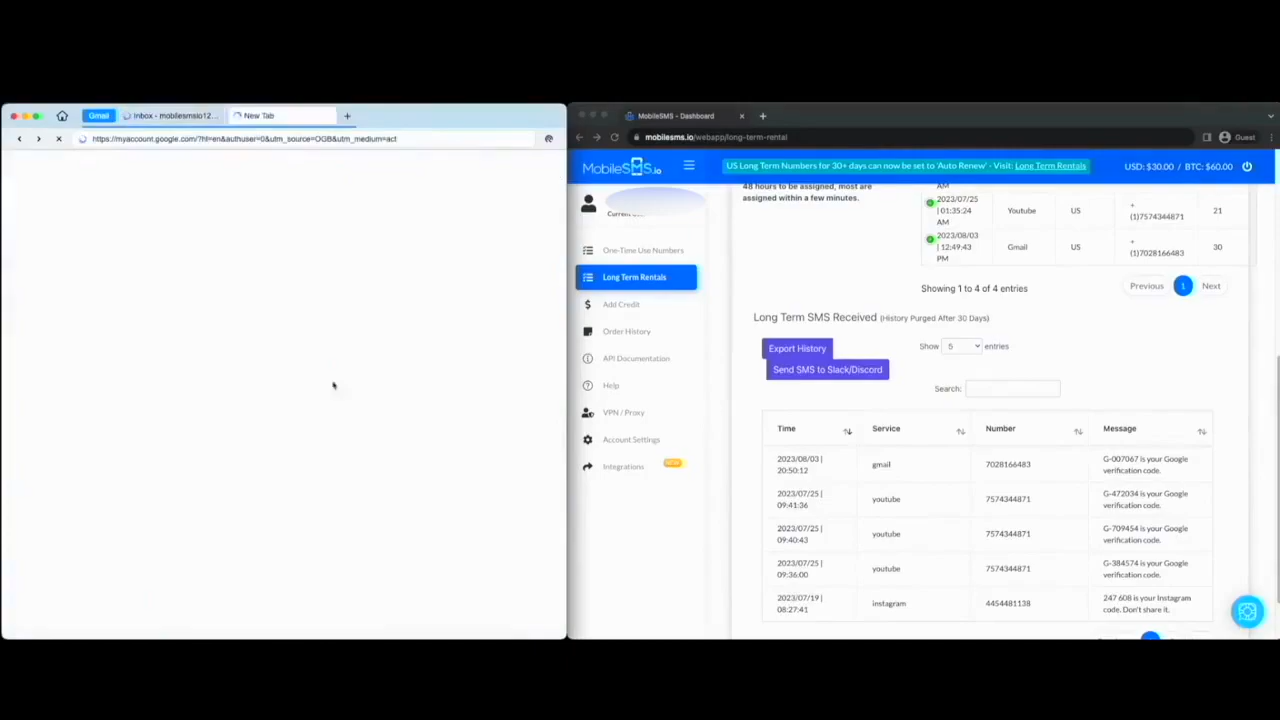 Gmail
Inbox - mobilesmsio12...
New Tab
https://myaccount.google.com/?hl=en&authuser=0&utm_source=OGB&utm_medium=act
MobileSMS - Dashboard
mobilesms.io/webapp/long-term-rental
Guest
MobileSMS.io
US Long Term Numbers for 30+ days can now be set to 'Auto Renew' - Visit: Long Term Rentals
USD: $30.00 / BTC: $60.00
One-Time Use Numbers
Long Term Rentals
Add Credit
Order History
API Documentation
Help
VPN / Proxy
Account Settings
Integrations
NEW
48 hours to be assigned, most are
assigned within a few minutes.
AM
2023/07/25
| 01:35:24
AM
Youtube
US
+
(1)7574344871
21
2023/08/03
| 12:49:43
PM
Gmail
US
+
(1)7028166483
30
Showing 1 to 4 of 4 entries
Previous 1 Next
Long Term SMS Received (History Purged After 30 Days)
Export History
Send SMS to Slack/Discord
Show 5 entries
Search:
Time Service Number Message
2023/08/03 |
20:50:12
gmail
7028166483
G-007067 is your Google
verification code.
2023/07/25 |
09:41:36
youtube
7574344871
G-472034 is your Google
verification code.
2023/07/25 |
09:40:43
youtube
7574344871
G-709454 is your Google
verification code.
2023/07/25 |
09:36:00
youtube
7574344871
G-384574 is your Google
verification code.
2023/07/19 |
08:27:41
instagram
4454481138
247 608 is your Instagram
code. Don't share it.